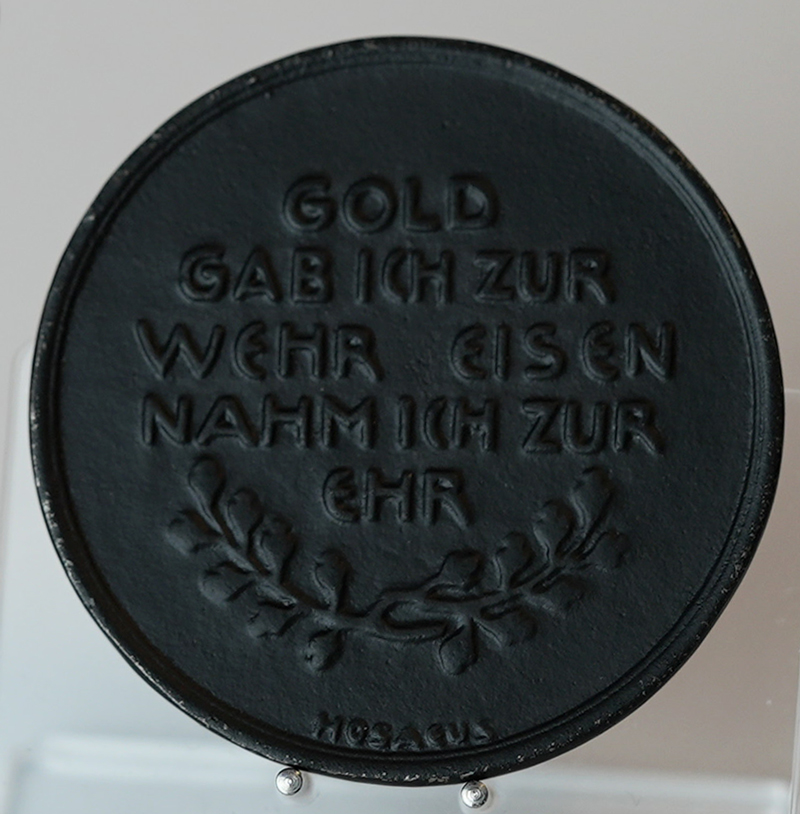 GOLD
GAB ICH ZUR
WEHR EISEN
NAHM ICH ZUR
EHR
HOSAEUS